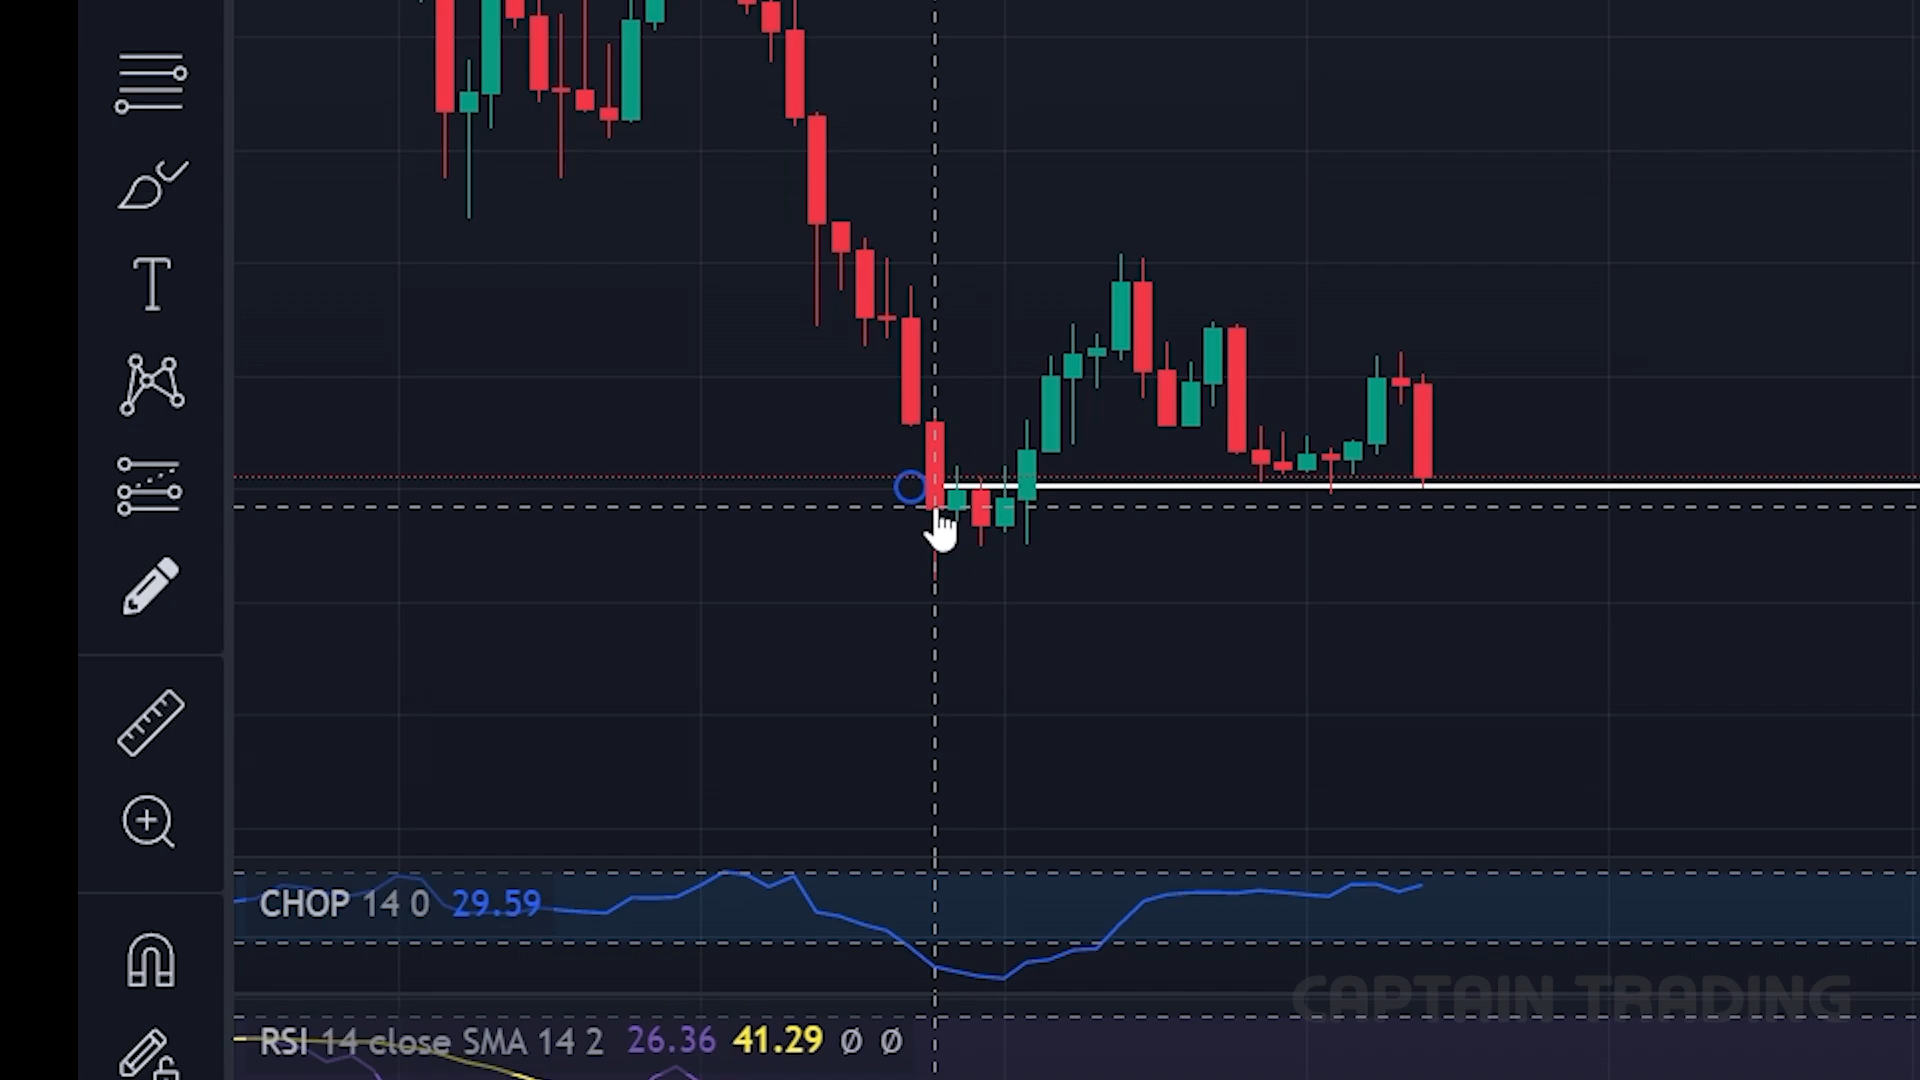 CHOP 14 0 29.59
CAPTAIN TRADING
RSI 14 close SMA 14 2 26.36 41.29 Ø Ø